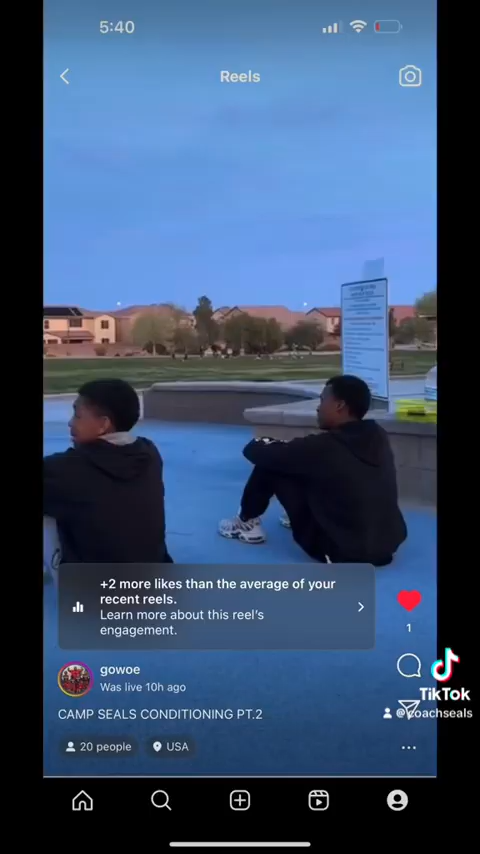 5:40
Reels
+2 more likes than the average of your
recent reels.
Learn more about this reel's
engagement.
1
gowoe
Was live 10h ago
TikTok
@coachseals
CAMP SEALS CONDITIONING PT.2
20 people
USA